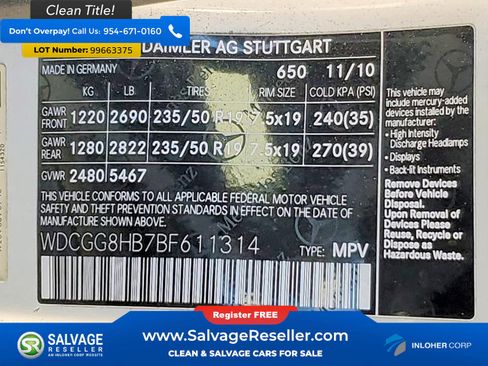 Clean Title!
Don't Overpay! Call Us: 954-671-0160
LOT Number: 99663375
DAIMLER AG STUTTGART
MADE IN GERMANY 650 11/10
KG LB TIRES RIM SIZE COLD KPA (PSI)
GAWR FRONT 1220 2690 235/50 R19 7.5x19 240(35)
GAWR REAR 1280 2822 235/50 R19 7.5x19 270(39)
GVWR 2480 5467
THIS VEHICLE CONFORMS TO ALL APPLICABLE FEDERAL MOTOR VEHICLE
SAFETY AND BUMPER AND THEFT PREVENTION STANDARDS IN EFFECT ON THE DATE
OF MANUFACTURE SHOWN ABOVE.
WDCGG8HB7BF611314 TYPE: MPV
This vehicle may
include mercury-added
devices installed by the
manufacturer:
• High Intensity
Discharge Headlamps
• Displays
• Back-lit Instruments
Remove Devices
Before Vehicle
Disposal.
Upon Removal of
Devices Please Reuse,
Recycle or Dispose as
Hazardous Waste.
Register FREE!
SALVAGE
RESELLER
AN INLOHER CORP WEBSITE
www.SalvageReseller.com
CLEAN & SALVAGE CARS FOR SALE
INLOHER CORP